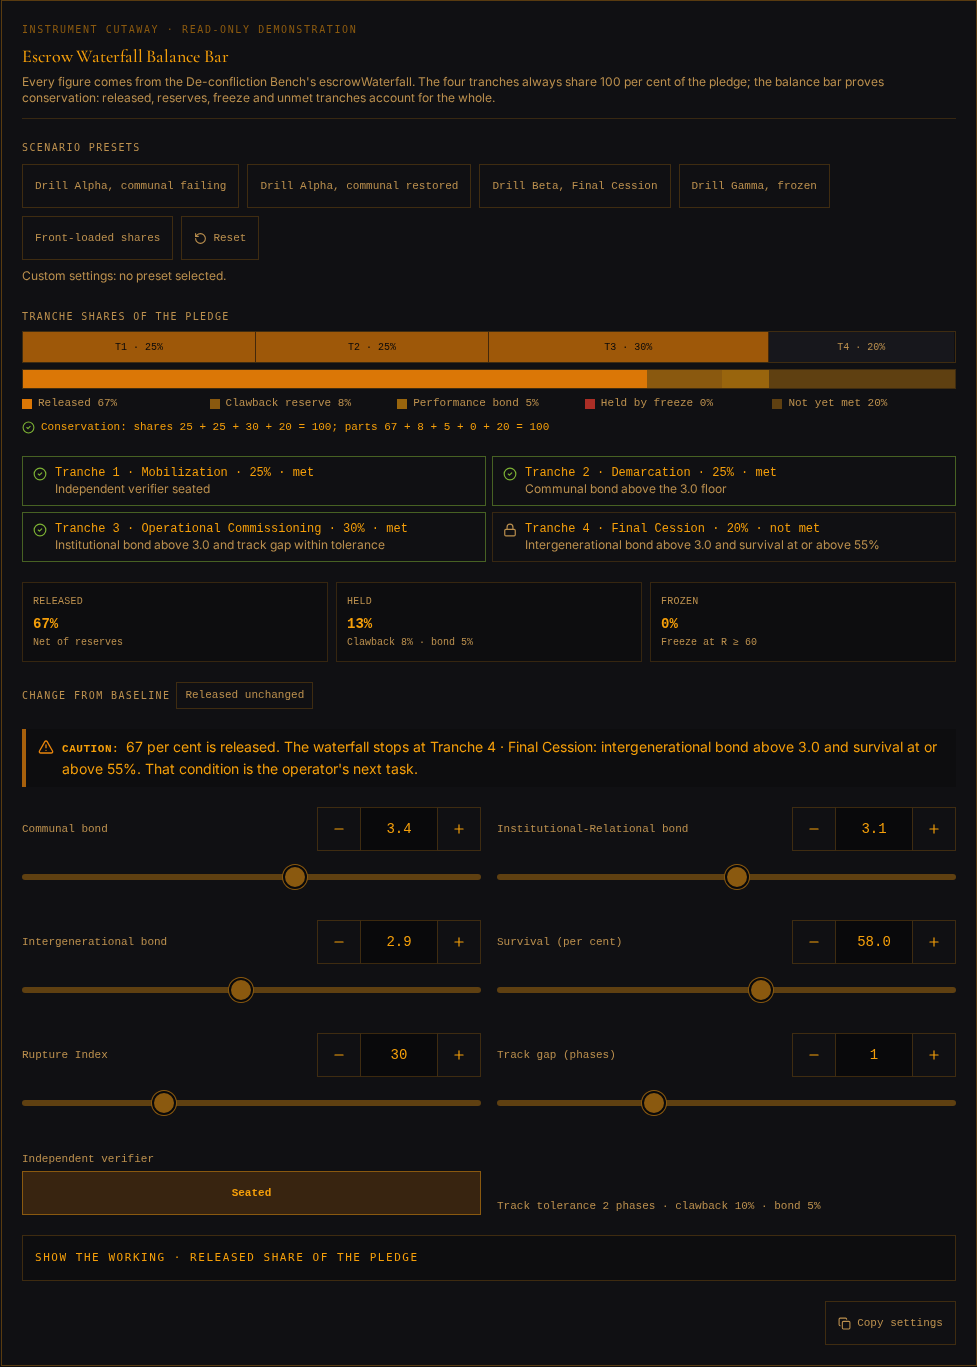 INSTRUMENT CUTAWAY · READ-ONLY DEMONSTRATION
Escrow Waterfall Balance Bar
Every figure comes from the De-confliction Bench's escrowWaterfall. The four tranches always share 100 per cent of the pledge; the balance bar proves
conservation: released, reserves, freeze and unmet tranches account for the whole.
SCENARIO PRESETS
Drill Alpha, communal failing
Drill Alpha, communal restored
Drill Beta, Final Cession
Drill Gamma, frozen
Front-loaded shares
Reset
Custom settings: no preset selected.
TRANCHE SHARES OF THE PLEDGE
T1 · 25%
T2 · 25%
T3 · 30%
T4 · 20%
Released 67%
Clawback reserve 8%
Performance bond 5%
Held by freeze 0%
Not yet met 20%
Conservation: shares 25 + 25 + 30 + 20 = 100; parts 67 + 8 + 5 + 0 + 20 = 100
Tranche 1 · Mobilization · 25% · met
Independent verifier seated
Tranche 2 · Demarcation · 25% · met
Communal bond above the 3.0 floor
Tranche 3 · Operational Commissioning · 30% · met
Institutional bond above 3.0 and track gap within tolerance
Tranche 4 · Final Cession · 20% · not met
Intergenerational bond above 3.0 and survival at or above 55%
RELEASED
67%
Net of reserves
HELD
13%
Clawback 8% · bond 5%
FROZEN
0%
Freeze at R ≥ 60
CHANGE FROM BASELINE
Released unchanged
CAUTION: 67 per cent is released. The waterfall stops at Tranche 4 · Final Cession: intergenerational bond above 3.0 and survival at or
above 55%. That condition is the operator's next task.
Communal bond
− 3.4 +
Institutional-Relational bond
− 3.1 +
Intergenerational bond
− 2.9 +
Survival (per cent)
− 58.0 +
Rupture Index
− 30 +
Track gap (phases)
− 1 +
Independent verifier
Seated
Track tolerance 2 phases · clawback 10% · bond 5%
SHOW THE WORKING · RELEASED SHARE OF THE PLEDGE
Copy settings